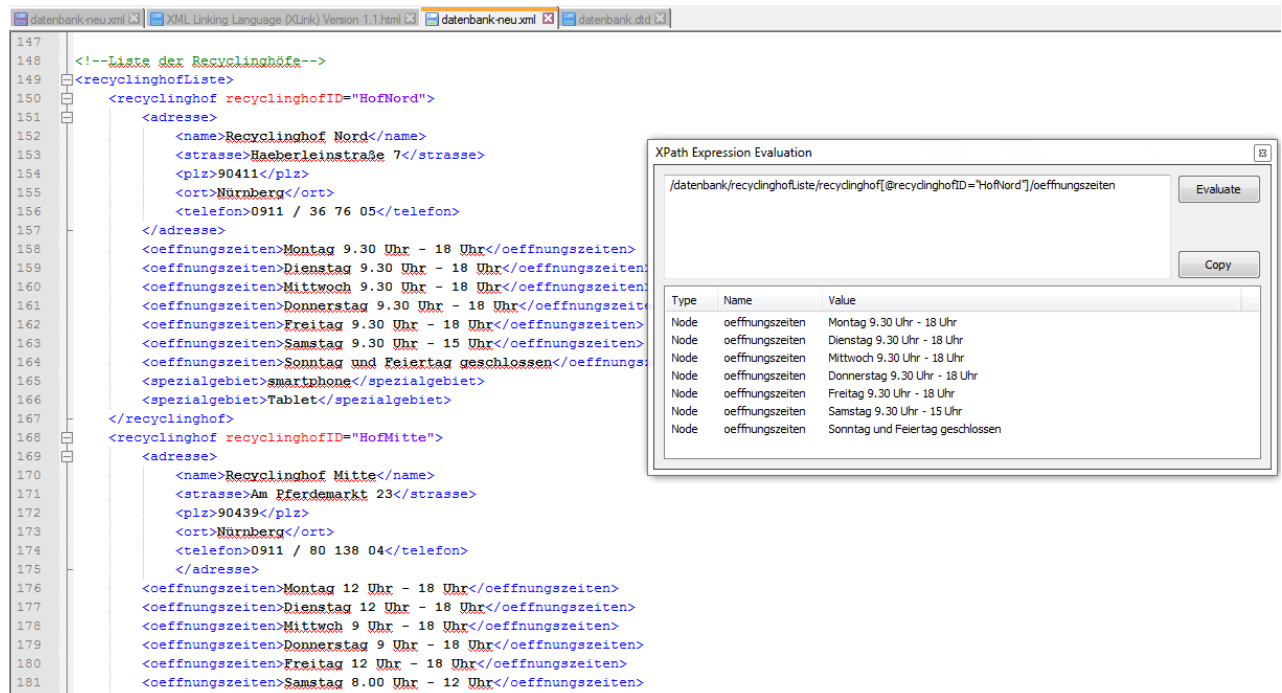 datenbank-neu.xml XML Linking Language (XLink) Version 1.1.html datenbank-neu.xml datenbank.dtd
147
148 <!--Liste der Recyclinghöfe-->
149 <recyclinghofListe>
150 <recyclinghof recyclinghofID="HofNord">
151 <adresse>
152 <name>Recyclinghof Nord</name>
153 <strasse>Haeberleinstraße 7</strasse>
154 <plz>90411</plz>
155 <ort>Nürnberg</ort>
156 <telefon>0911 / 36 76 05</telefon>
157 </adresse>
158 <oeffnungszeiten>Montag 9.30 Uhr - 18 Uhr</oeffnungszeiten>
159 <oeffnungszeiten>Dienstag 9.30 Uhr - 18 Uhr</oeffnungszeiten>
160 <oeffnungszeiten>Mittwoch 9.30 Uhr - 18 Uhr</oeffnungszeiten>
161 <oeffnungszeiten>Donnerstag 9.30 Uhr - 18 Uhr</oeffnungszeite
162 <oeffnungszeiten>Freitag 9.30 Uhr - 18 Uhr</oeffnungszeiten>
163 <oeffnungszeiten>Samstag 9.30 Uhr - 15 Uhr</oeffnungszeiten>
164 <oeffnungszeiten>Sonntag und Feiertag geschlossen</oeffnungs
165 <spezialgebiet>smartphone</spezialgebiet>
166 <spezialgebiet>Tablet</spezialgebiet>
167 </recyclinghof>
168 <recyclinghof recyclinghofID="HofMitte">
169 <adresse>
170 <name>Recyclinghof Mitte</name>
171 <strasse>Am Pferdemarkt 23</strasse>
172 <plz>90439</plz>
173 <ort>Nürnberg</ort>
174 <telefon>0911 / 80 138 04</telefon>
175 </adresse>
176 <oeffnungszeiten>Montag 12 Uhr - 18 Uhr</oeffnungszeiten>
177 <oeffnungszeiten>Dienstag 12 Uhr - 18 Uhr</oeffnungszeiten>
178 <oeffnungszeiten>Mittwch 9 Uhr - 18 Uhr</oeffnungszeiten>
179 <oeffnungszeiten>Donnerstag 9 Uhr - 18 Uhr</oeffnungszeiten>
180 <oeffnungszeiten>Freitag 12 Uhr - 18 Uhr</oeffnungszeiten>
181 <oeffnungszeiten>Samstag 8.00 Uhr - 12 Uhr</oeffnungszeiten>
XPath Expression Evaluation
/datenbank/recyclinghofListe/recyclinghof[@recyclinghofID="HofNord"]/oeffnungszeiten
Evaluate
Copy
Type Name Value
Node oeffnungszeiten Montag 9.30 Uhr - 18 Uhr
Node oeffnungszeiten Dienstag 9.30 Uhr - 18 Uhr
Node oeffnungszeiten Mittwoch 9.30 Uhr - 18 Uhr
Node oeffnungszeiten Donnerstag 9.30 Uhr - 18 Uhr
Node oeffnungszeiten Freitag 9.30 Uhr - 18 Uhr
Node oeffnungszeiten Samstag 9.30 Uhr - 15 Uhr
Node oeffnungszeiten Sonntag und Feiertag geschlossen